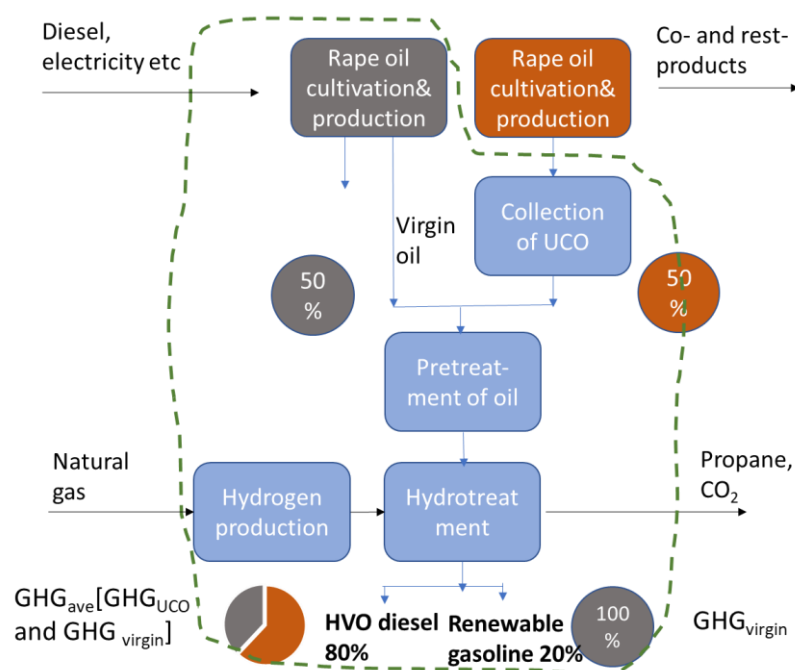 Diesel,
electricity etc
Rape oil
cultivation&
production
Rape oil
cultivation&
production
Co- and rest-
products
Virgin
oil
Collection
of UCO
50
%
50
%
Pretreat-
ment of oil
Natural
gas
Hydrogen
production
Hydrotreat
ment
Propane,
CO2
GHGave[GHGUCO
and GHG virgin]
HVO diesel
80%
Renewable
gasoline 20%
100
%
GHGvirgin